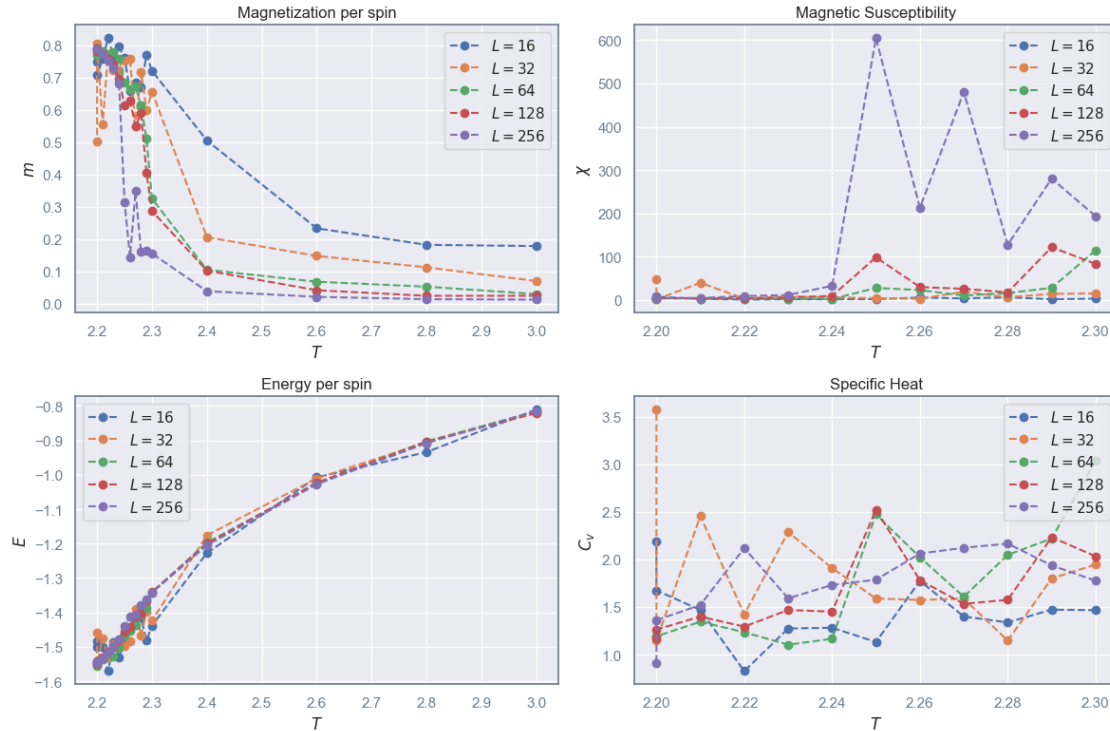 Magnetization per spin
0.8
0.7
0.6
0.5
0.4
0.3
0.2
0.1
0.0
m
2.2 2.3 2.4 2.5 2.6 2.7 2.8 2.9 3.0
T
L = 16
L = 32
L = 64
L = 128
L = 256
Magnetic Susceptibility
600
500
400
300
200
100
0
χ
2.20 2.22 2.24 2.26 2.28 2.30
T
L = 16
L = 32
L = 64
L = 128
L = 256
Energy per spin
−0.8
−0.9
−1.0
−1.1
−1.2
−1.3
−1.4
−1.5
−1.6
E
2.2 2.3 2.4 2.5 2.6 2.7 2.8 2.9 3.0
T
L = 16
L = 32
L = 64
L = 128
L = 256
Specific Heat
3.5
3.0
2.5
2.0
1.5
1.0
C_v
2.20 2.22 2.24 2.26 2.28 2.30
T
L = 16
L = 32
L = 64
L = 128
L = 256